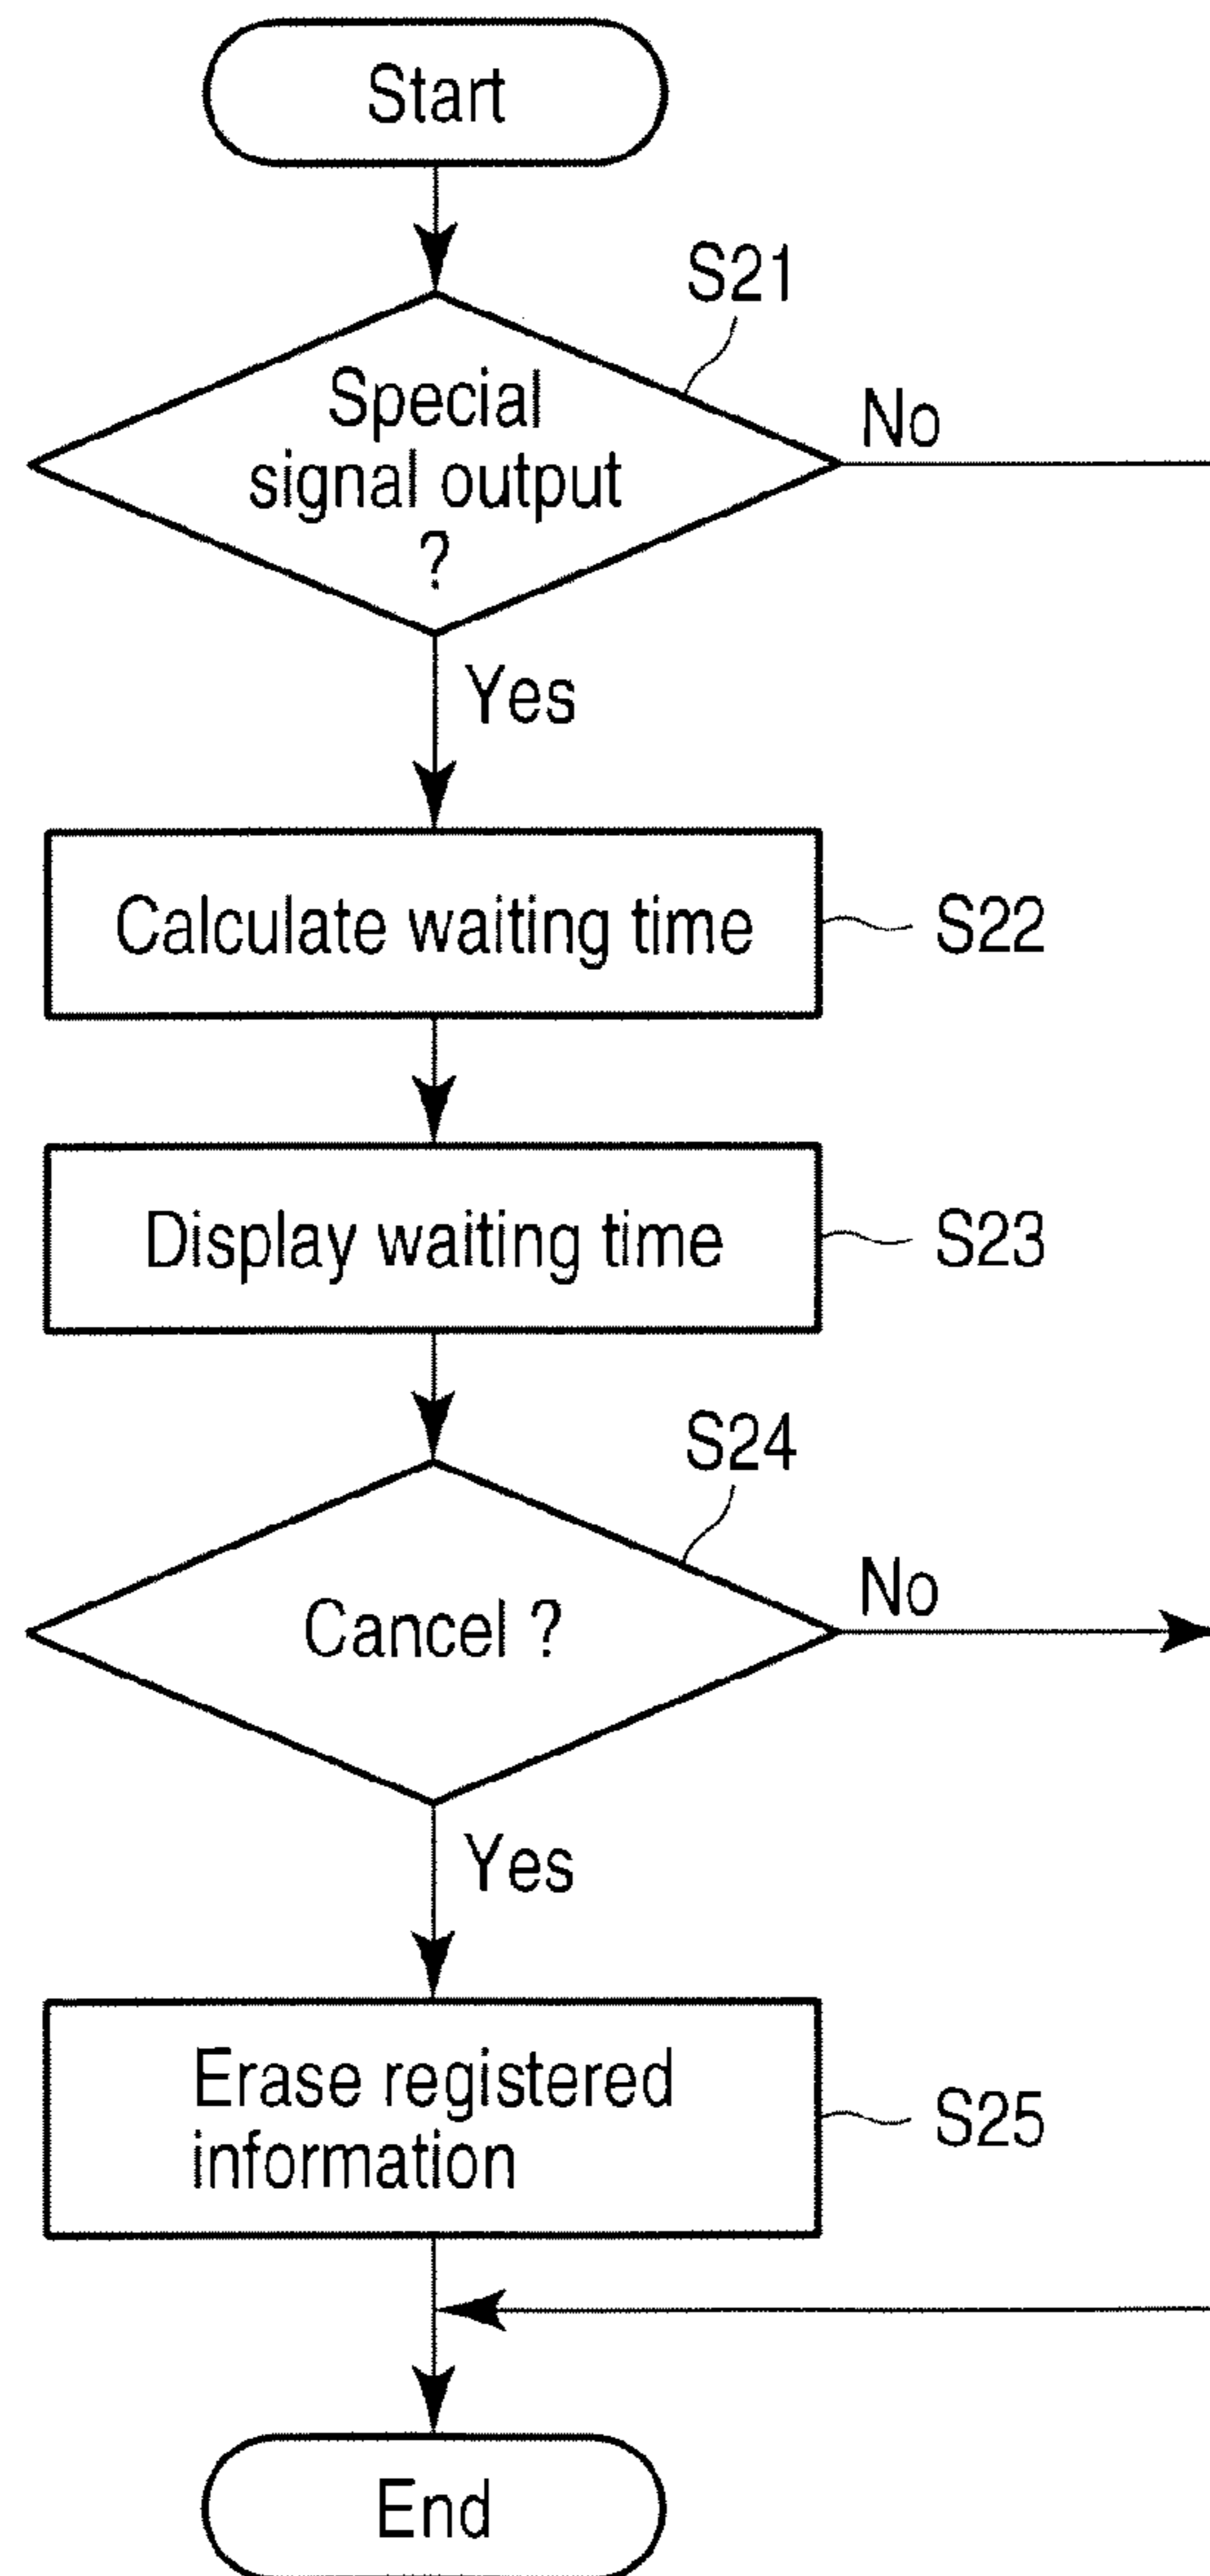 Start
S21
Special
signal output
?
No
Yes
Calculate waiting time
S22
Display waiting time
S23
S24
Cancel ?
No
Yes
Erase registered
information
S25
End